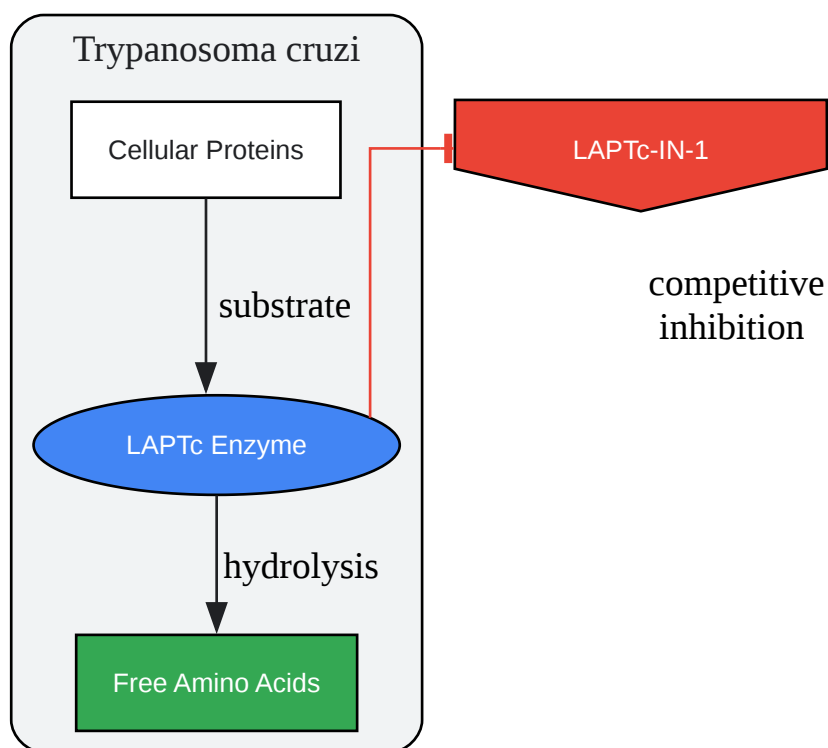 Trypanosoma cruzi
Cellular Proteins
LAPTc-IN-1
substrate
competitive
inhibition
LAPTc Enzyme
hydrolysis
Free Amino Acids